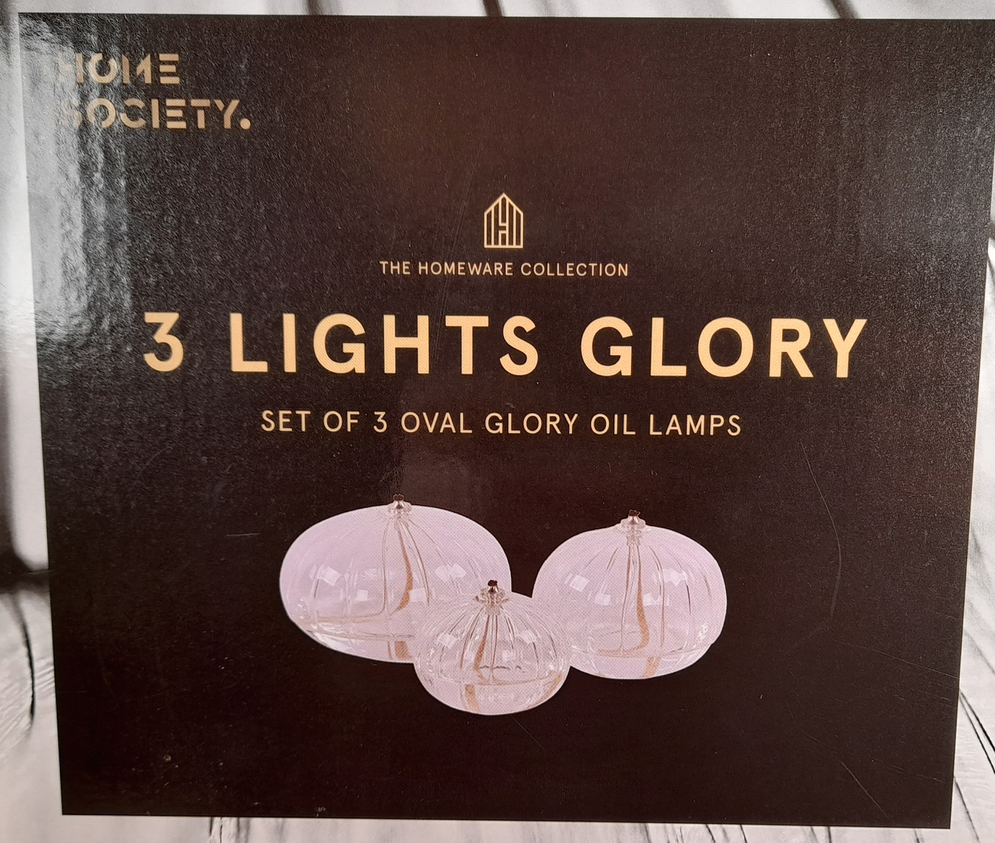 HOME
SOCIETY.
THE HOMEWARE COLLECTION
3 LIGHTS GLORY
SET OF 3 OVAL GLORY OIL LAMPS